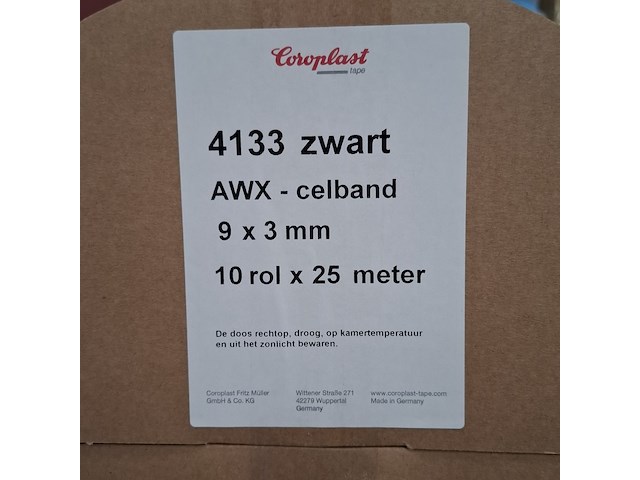 Coroplast
tape
4133 zwart
AWX - celband
9 x 3 mm
10 rol x 25 meter
De doos rechtop, droog, op kamertemperatuur
en uit het zonlicht bewaren.
Coroplast Fritz Müller
GmbH & Co. KG
Wittener Straße 271
42279 Wuppertal
Germany
www.coroplast-tape.com
Made in Germany